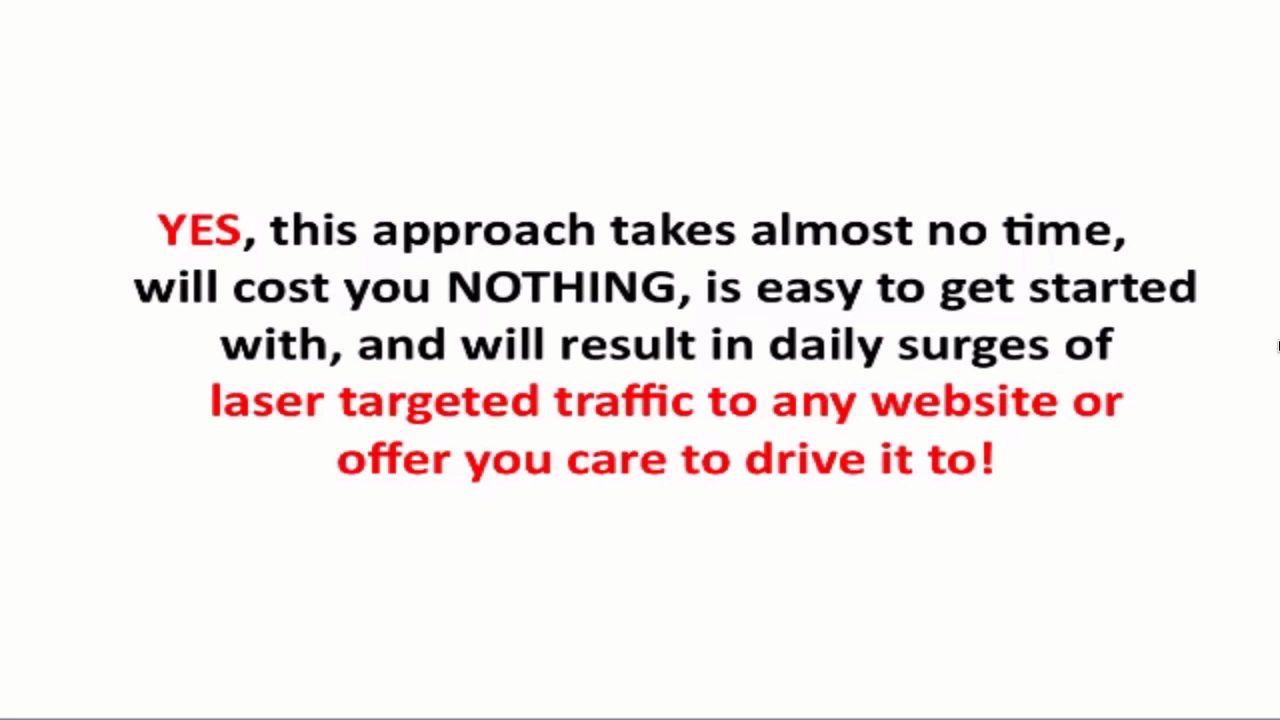 YES, this approach takes almost no time,
will cost you NOTHING, is easy to get started
with, and will result in daily surges of
laser targeted traffic to any website or
offer you care to drive it to!